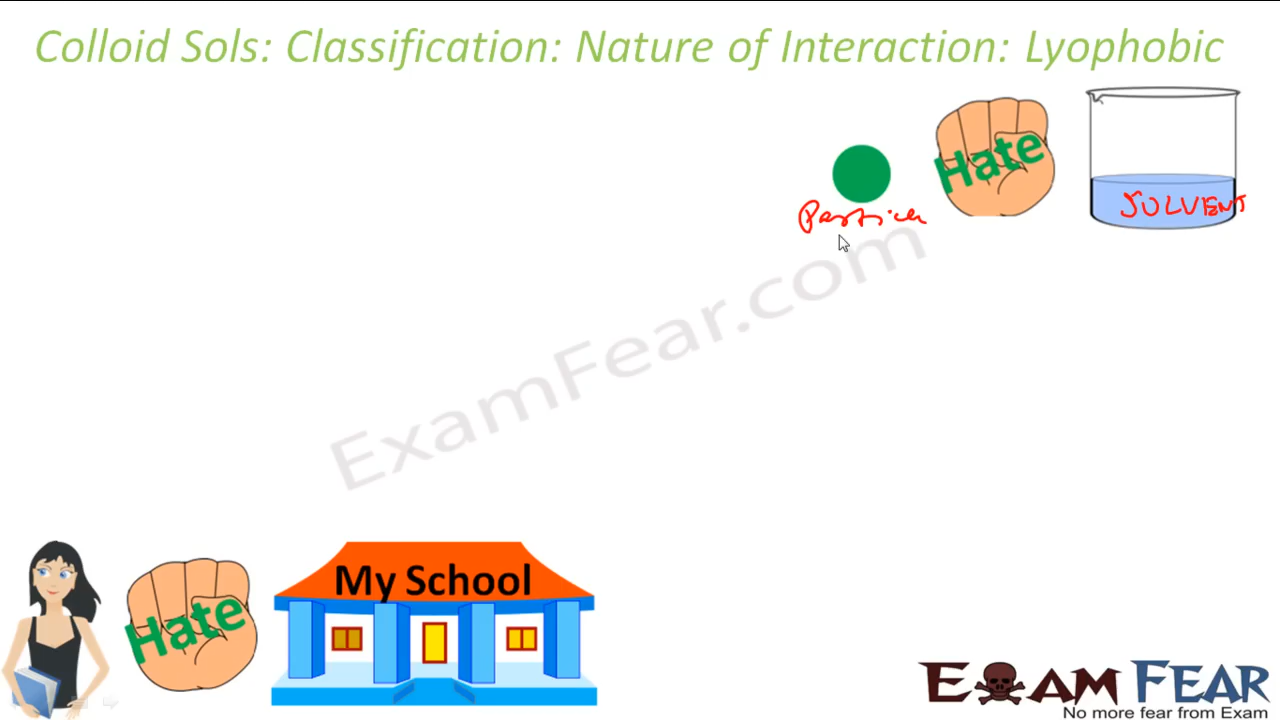 Colloid Sols: Classification: Nature of Interaction: Lyophobic
Hate
SOLVENT
Particle
ExamFear.com
My School
Hate
EXAM FEAR
No more fear from Exam